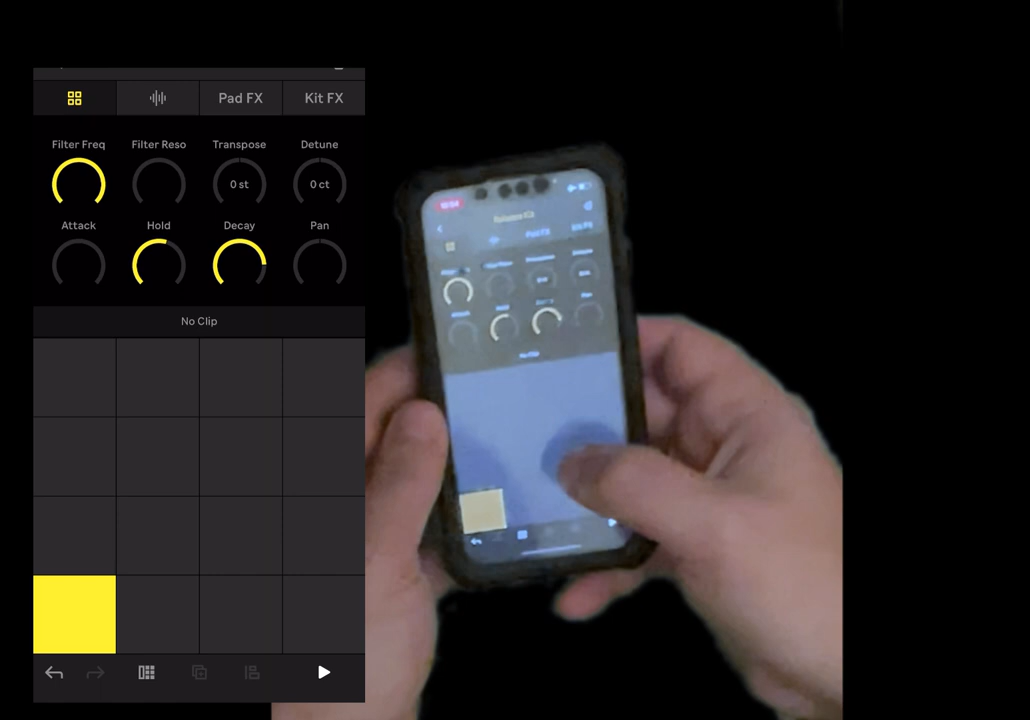 Pad FX
Kit FX
Filter Freq
Filter Reso
Transpose
Detune
0 st
0 ct
Attack
Hold
Decay
Pan
No Clip